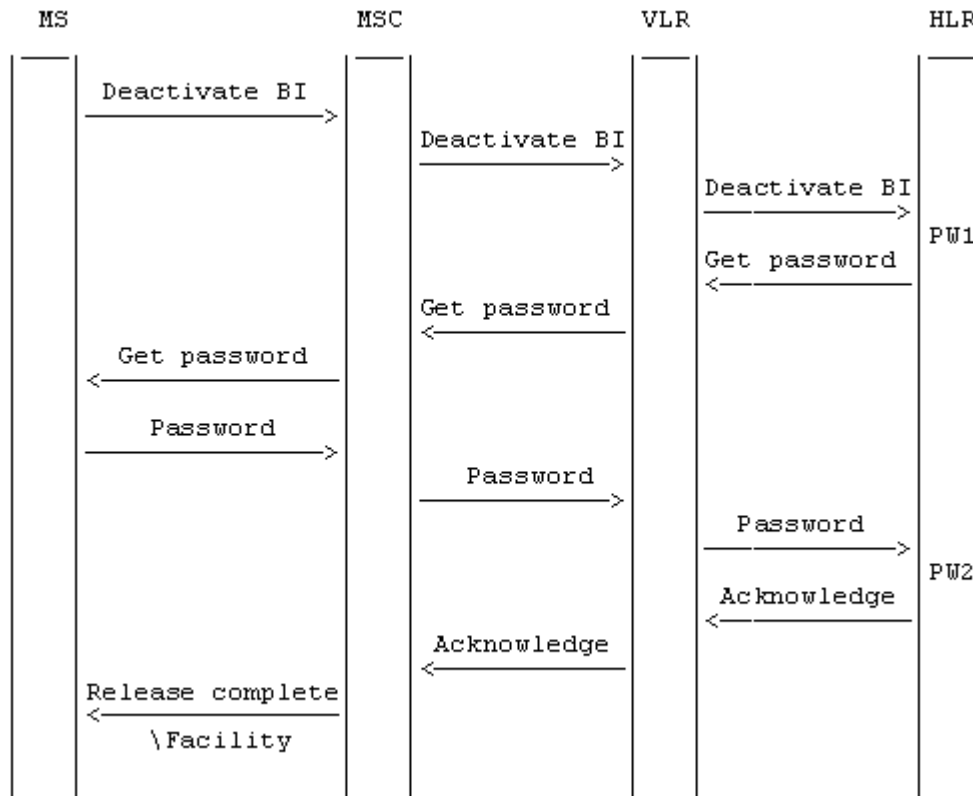 MS MSC VLR HLR
Deactivate BI
Deactivate BI
Deactivate BI
PW1
Get password
Get password
Get password
Password
Password
Password
PW2
Acknowledge
Acknowledge
Release complete
\Facility